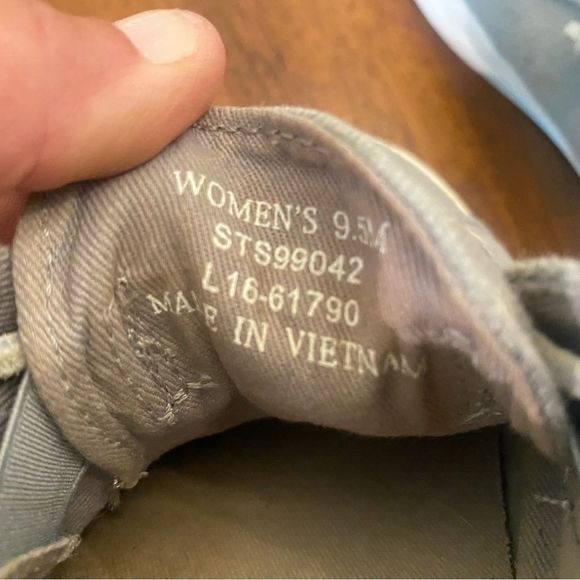 WOMEN'S 9.5M
STS99042
L16-61790
MADE IN VIETNAM